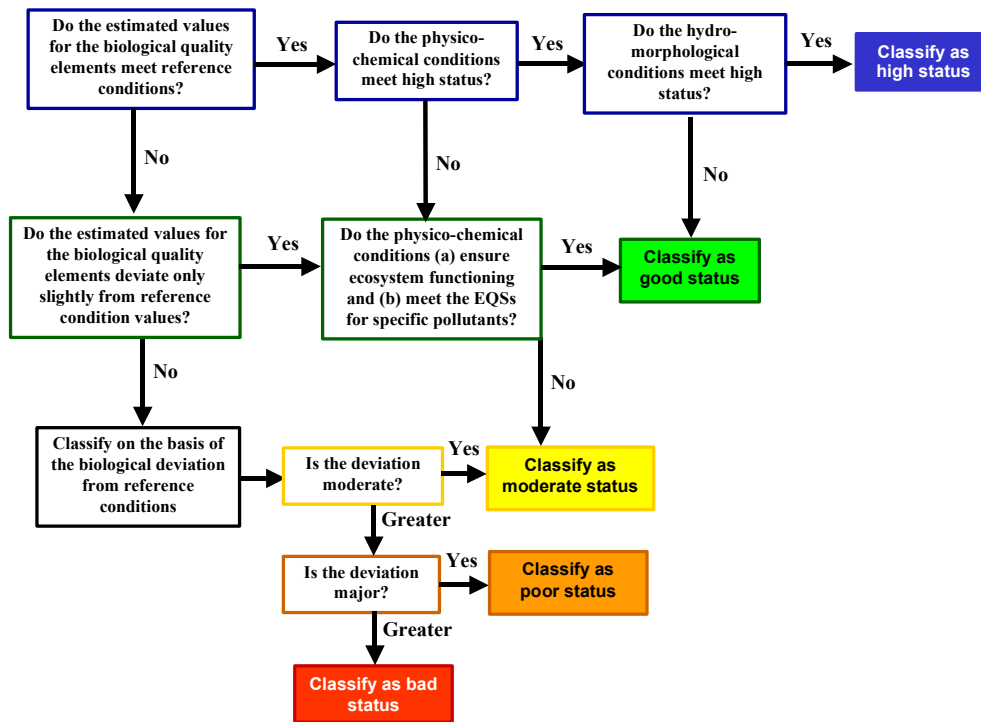 Do the estimated values
for the biological quality
elements meet reference
conditions?
Yes
Do the physico-
chemical conditions
meet high status?
Yes
Do the hydro-
morphological
conditions meet high
status?
Yes
Classify as
high status
No
No
No
Do the estimated values for
the biological quality
elements deviate only
slightly from reference
condition values?
Yes
Do the physico-chemical
conditions (a) ensure
ecosystem functioning
and (b) meet the EQSs
for specific pollutants?
Yes
Classify as
good status
No
No
Classify on the basis of
the biological deviation
from reference
conditions
Is the deviation
moderate?
Yes
Classify as
moderate status
Greater
Is the deviation
major?
Yes
Classify as
poor status
Greater
Classify as bad
status